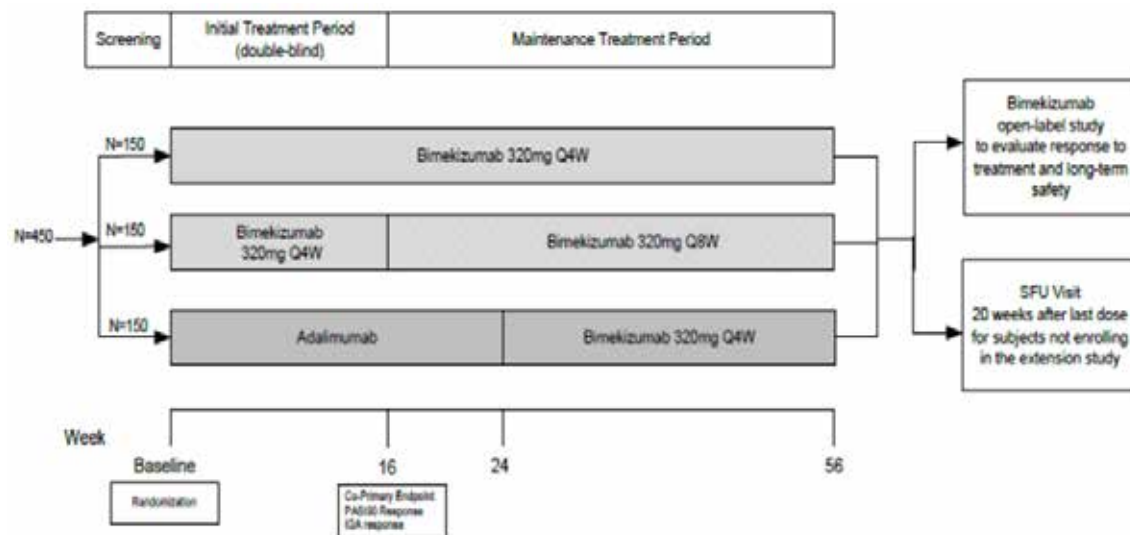 Screening
Initial Treatment Period
(double-blind)
Maintenance Treatment Period
N=450
N=150
Bimekizumab 320mg Q4W
N=150
Bimekizumab
320mg Q4W
Bimekizumab 320mg Q8W
N=150
Adalimumab
Bimekizumab 320mg Q4W
Bimekizumab
open-label study
to evaluate response to
treatment and long-term
safety
SFU Visit
20 weeks after last dose
for subjects not enrolling
in the extension study
Week
Baseline
16
24
56
Randomization
Co-Primary Endpoint
PASI90 Response
IGA response